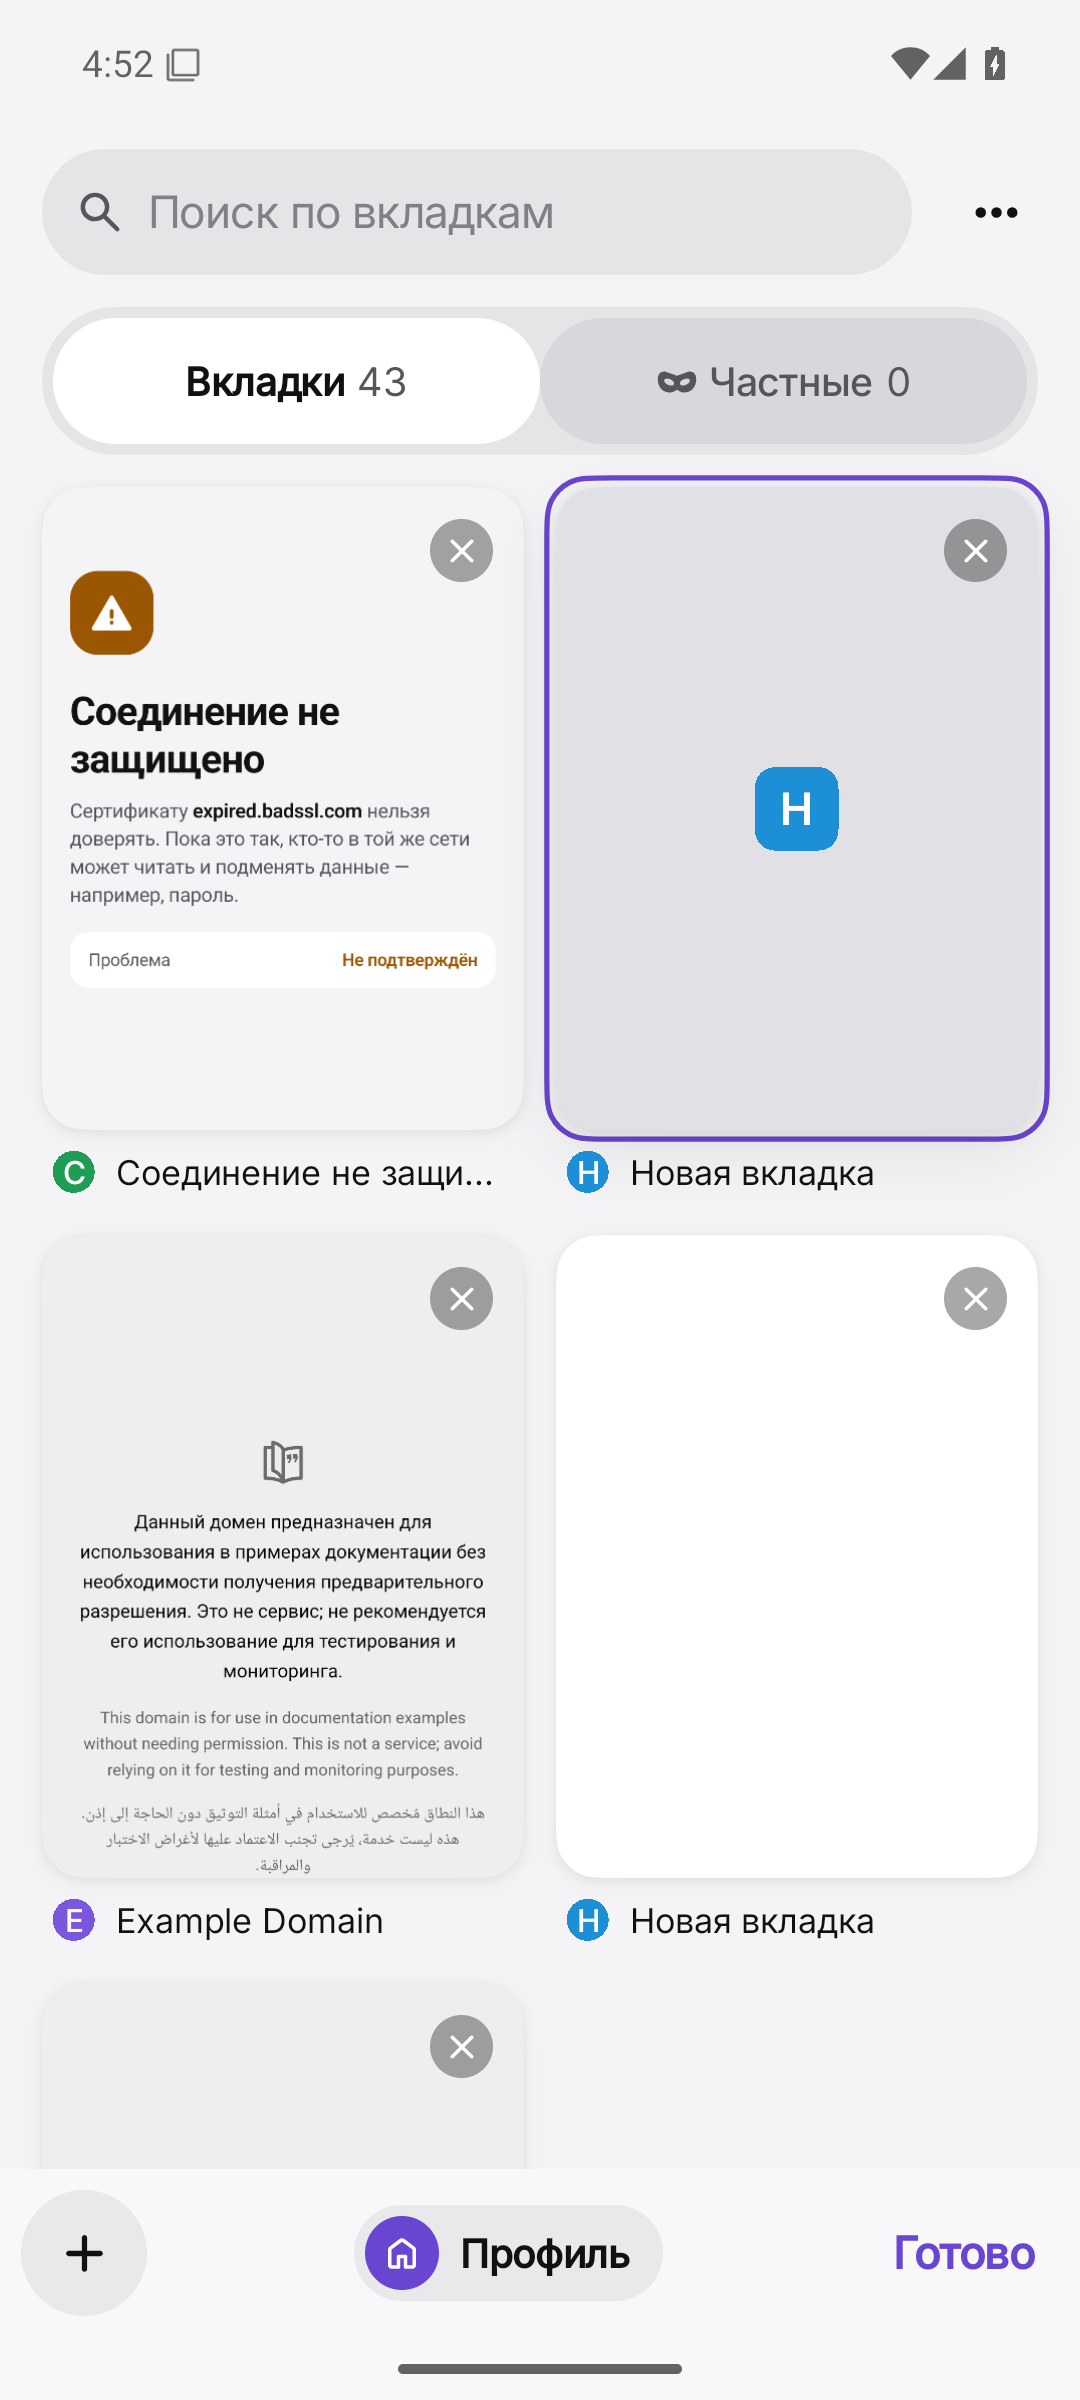 4:52
Поиск по вкладкам
Вкладки 43
Частные 0
Соединение не
защищено
Сертификату expired.badssl.com нельзя
доверять. Пока это так, кто-то в той же сети
может читать и подменять данные —
например, пароль.
Проблема
Не подтверждён
H
C Соединение не защи...
H Новая вкладка
Данный домен предназначен для
использования в примерах документации без
необходимости получения предварительного
разрешения. Это не сервис; не рекомендуется
его использование для тестирования и
мониторинга.
This domain is for use in documentation examples
without needing permission. This is not a service; avoid
relying on it for testing and monitoring purposes.
هذا النطاق مُخصص للاستخدام في أمثلة التوثيق دون الحاجة إلى إذن.
هذه ليست خدمة، يُرجى تجنب الاعتماد عليها لأغراض الاختبار
والمراقبة.
E Example Domain
H Новая вкладка
Профиль
Готово